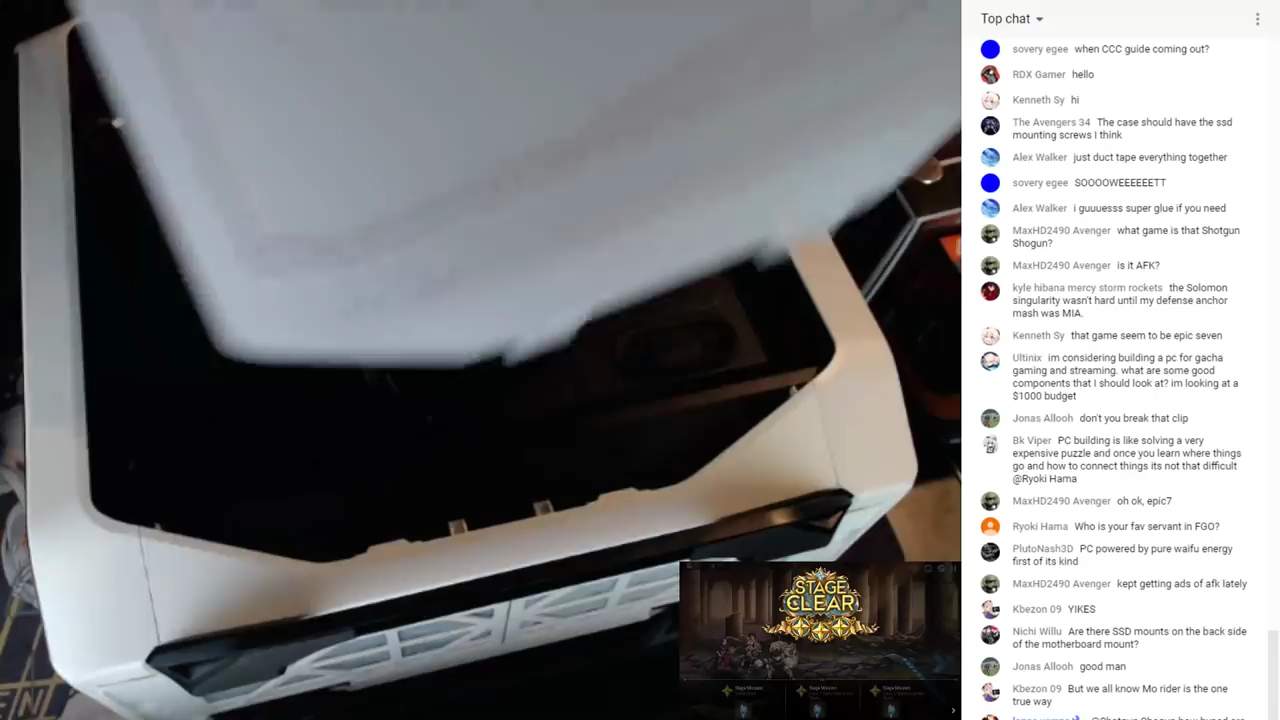 Top chat
sovery egee when CCC guide coming out?
RDX Gamer hello
Kenneth Sy hi
The Avengers 34 The case should have the ssd
mounting screws I think
Alex Walker just duct tape everything together
sovery egee SOOOOWEEEEEETT
Alex Walker i guuuesss super glue if you need
MaxHD2490 Avenger what game is that Shotgun
Shogun?
MaxHD2490 Avenger is it AFK?
kyle hibana mercy storm rockets the Solomon
singularity wasn't hard until my defense anchor
mash was MIA.
Kenneth Sy that game seem to be epic seven
Ultinix im considering building a pc for gacha
gaming and streaming. what are some good
components that I should look at? im looking at a
$1000 budget
Jonas Allooh don't you break that clip
Bk Viper PC building is like solving a very
expensive puzzle and once you learn where things
go and how to connect things its not that difficult
@Ryoki Hama
MaxHD2490 Avenger oh ok, epic7
Ryoki Hama Who is your fav servant in FGO?
PlutoNash3D PC powered by pure waifu energy
first of its kind
MaxHD2490 Avenger kept getting ads of afk lately
Kbezon 09 YIKES
Nichi Willu Are there SSD mounts on the back side
of the motherboard mount?
Jonas Allooh good man
Kbezon 09 But we all know Mo rider is the one
true way
STAGE
CLEAR
Stage Mission
Stage Mission
Stage Mission